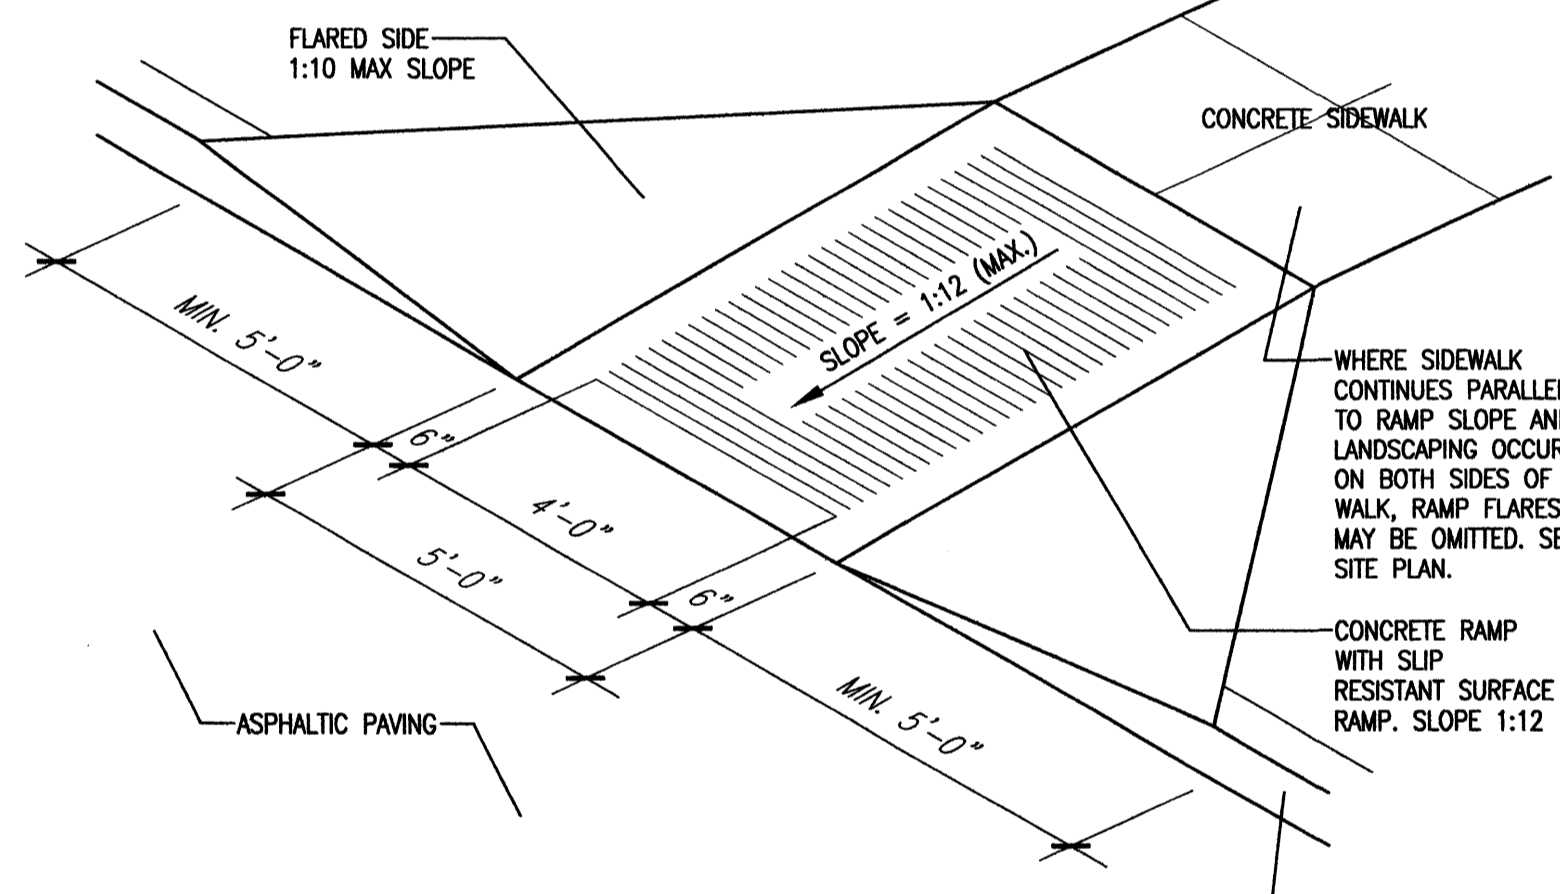 FLARED SIDE
1:10 MAX SLOPE
CONCRETE SIDEWALK
SLOPE = 1:12 (MAX.)
MIN. 5'-0"
6"
4'-0"
5'-0"
6"
MIN. 5'-0"
WHERE SIDEWALK
CONTINUES PARALLEL
TO RAMP SLOPE AN
LANDSCAPING OCCUR
ON BOTH SIDES OF
WALK, RAMP FLARES
MAY BE OMITTED. SE
SITE PLAN.
CONCRETE RAMP
WITH SLIP
RESISTANT SURFACE
RAMP. SLOPE 1:12
ASPHALTIC PAVING